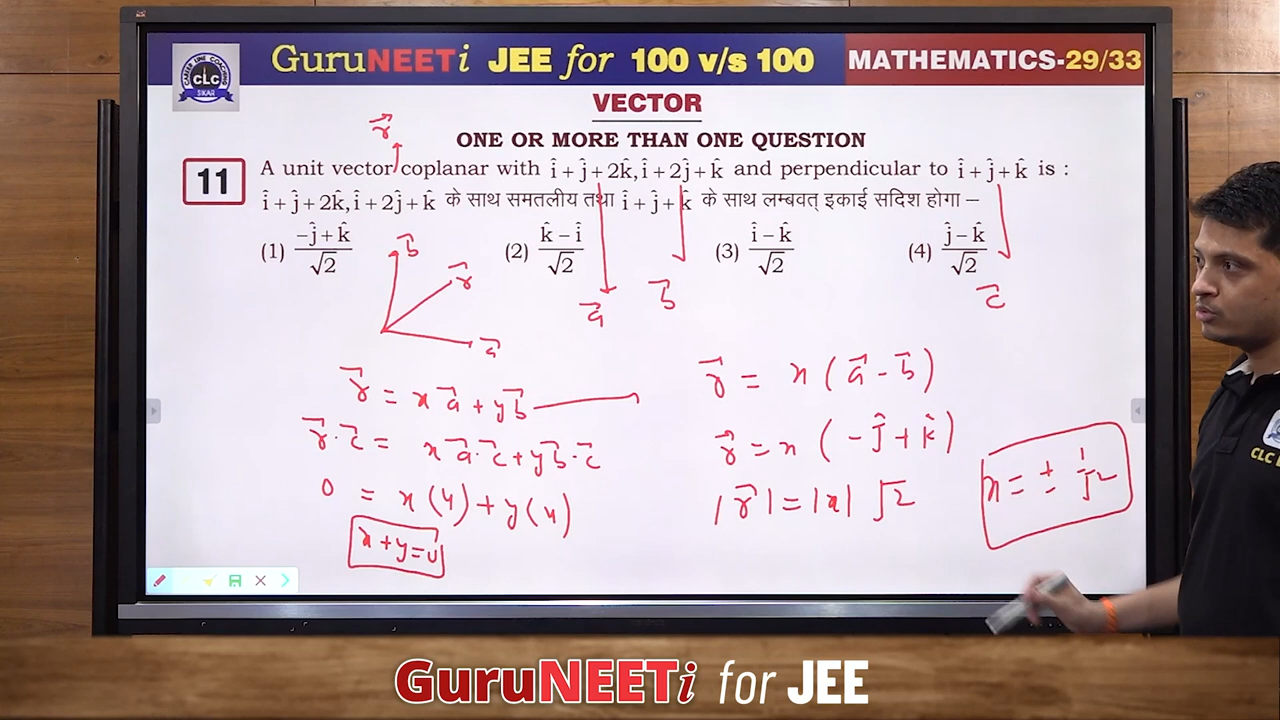 GuruNEETi JEE for 100 v/s 100
MATHEMATICS-29/33
CLC
SIKAR
VECTOR
ONE OR MORE THAN ONE QUESTION
r⃗
11
A unit vector coplanar with î + ĵ + 2k̂, î + 2ĵ + k̂ and perpendicular to î + ĵ + k̂ is :
î + ĵ + 2k̂, î + 2ĵ + k̂ के साथ समतलीय तथा î + ĵ + k̂ के साथ लम्बवत् इकाई सदिश होगा –
(1) (-ĵ + k̂)/√2 (2) (k̂ - î)/√2 (3) (î - k̂)/√2 (4) (ĵ - k̂)/√2
b⃗
r⃗
a⃗
a⃗ b⃗ c⃗
r⃗ = x a⃗ + y b⃗
r⃗·c⃗ = x a⃗·c⃗ + y b⃗·c⃗
0 = x(4) + y(4)
x + y = 0
r⃗ = x (a⃗ - b⃗)
r⃗ = x (-ĵ + k̂)
|r⃗| = |x| √2
x = ± 1/√2
CLC
GuruNEETi for JEE